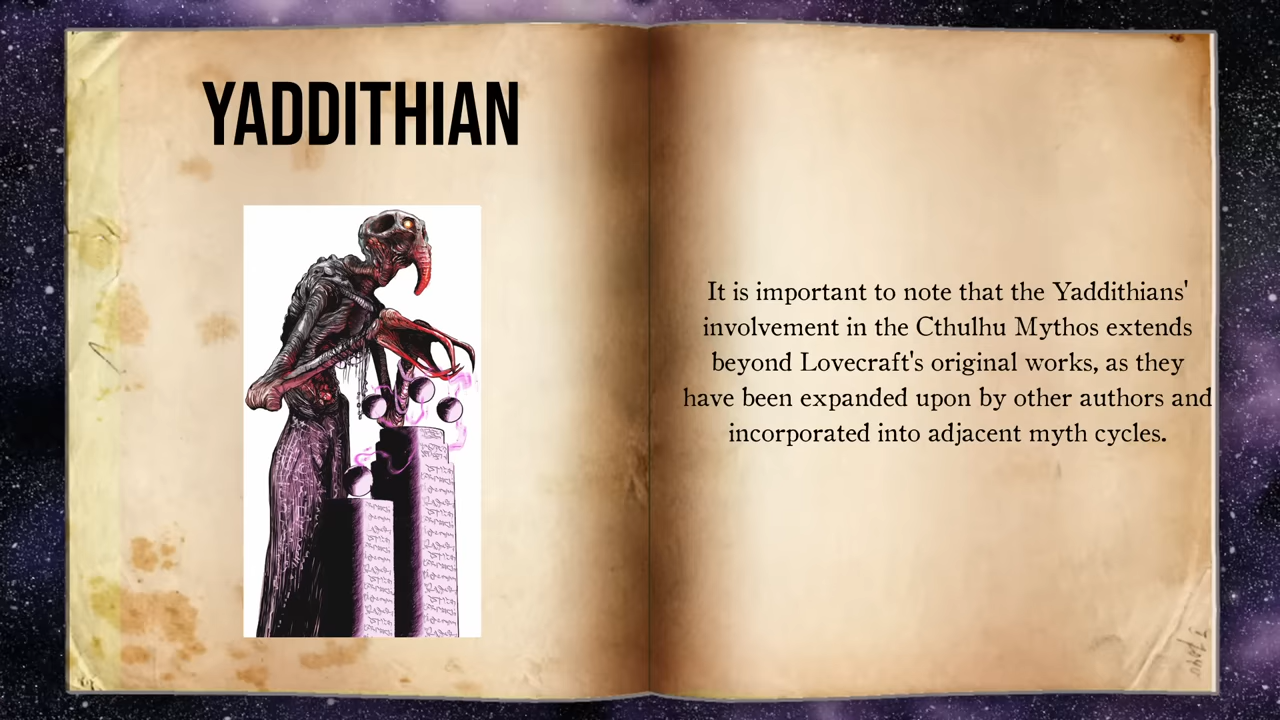 YADDITHIAN
It is important to note that the Yaddithians'
involvement in the Cthulhu Mythos extends
beyond Lovecraft's original works, as they
have been expanded upon by other authors and
incorporated into adjacent myth cycles.